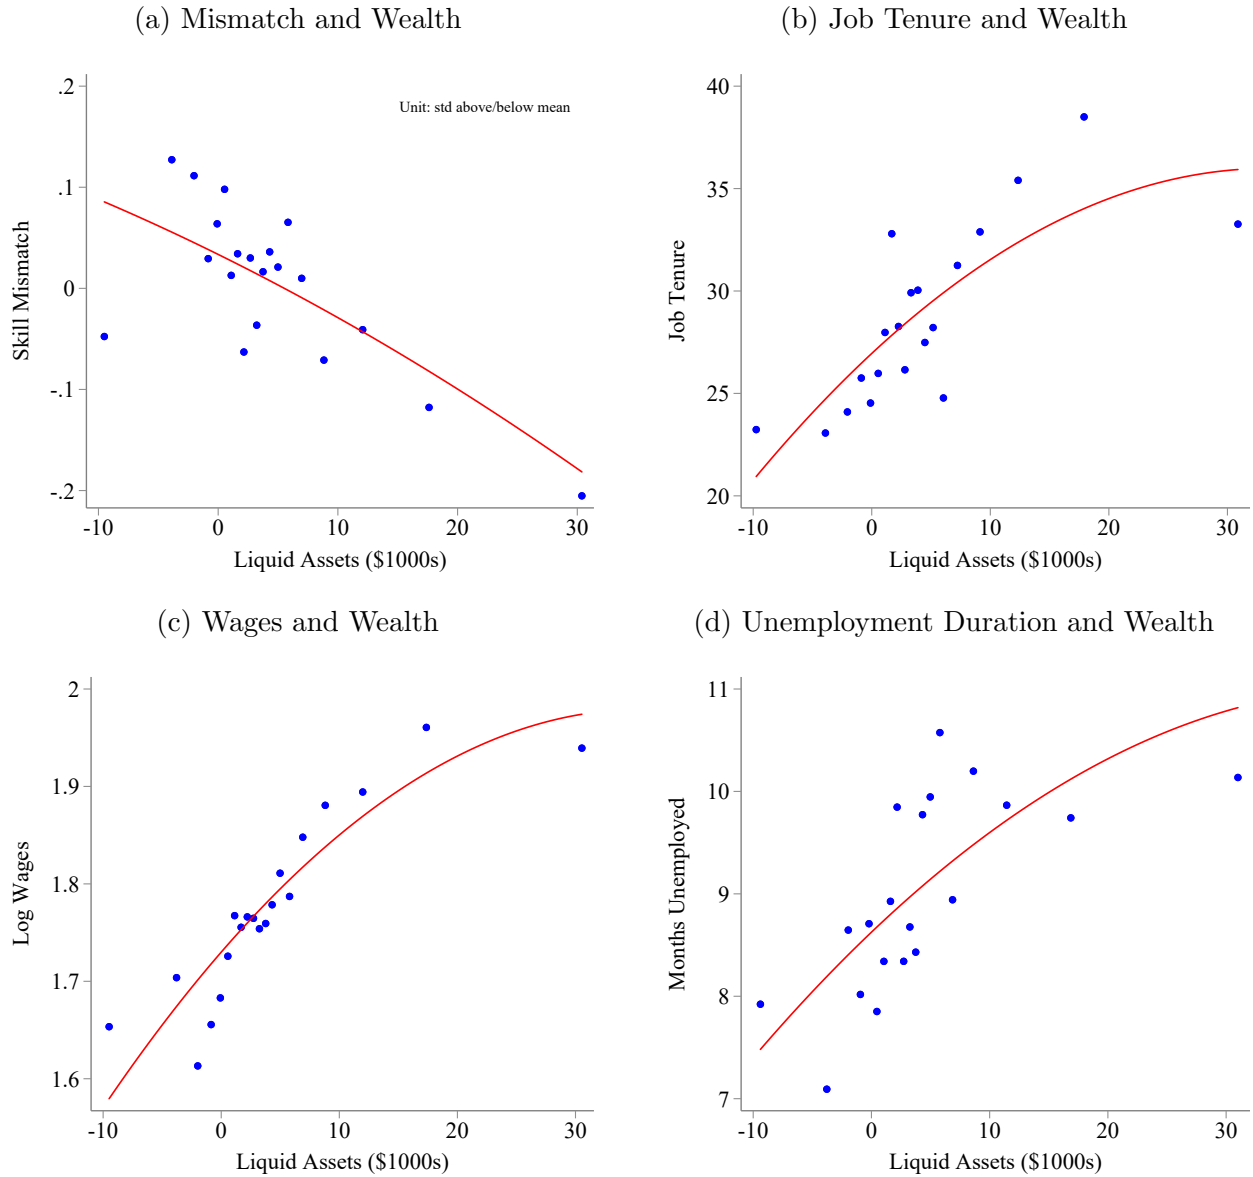 (a) Mismatch and Wealth
.2
.1
0
-.1
-.2
Skill Mismatch
Unit: std above/below mean
-10 0 10 20 30
Liquid Assets ($1000s)
(b) Job Tenure and Wealth
40
35
30
25
20
Job Tenure
-10 0 10 20 30
Liquid Assets ($1000s)
(c) Wages and Wealth
2
1.9
1.8
1.7
1.6
Log Wages
-10 0 10 20 30
Liquid Assets ($1000s)
(d) Unemployment Duration and Wealth
11
10
9
8
7
Months Unemployed
-10 0 10 20 30
Liquid Assets ($1000s)